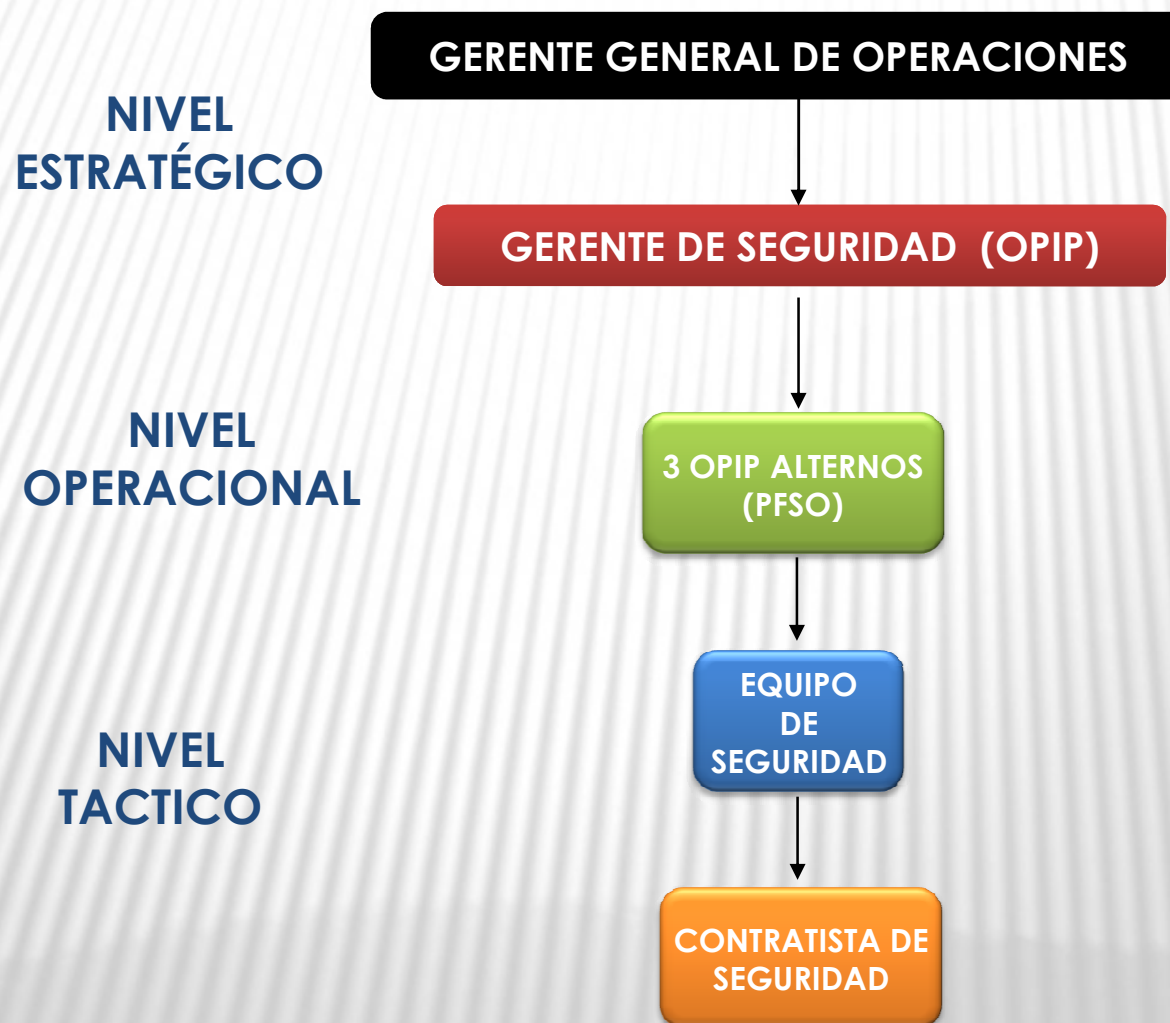 GERENTE GENERAL DE OPERACIONES
NIVEL
ESTRATÉGICO
GERENTE DE SEGURIDAD (OPIP)
NIVEL
OPERACIONAL
3 OPIP ALTERNOS
(PFSO)
EQUIPO
DE
SEGURIDAD
NIVEL
TACTICO
CONTRATISTA DE
SEGURIDAD